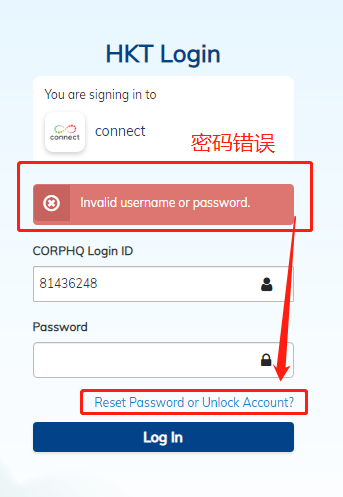 HKT Login
You are signing in to
connect
connect
密码错误
Invalid username or password.
CORPHQ Login ID
81436248
Password
Reset Password or Unlock Account?
Log In